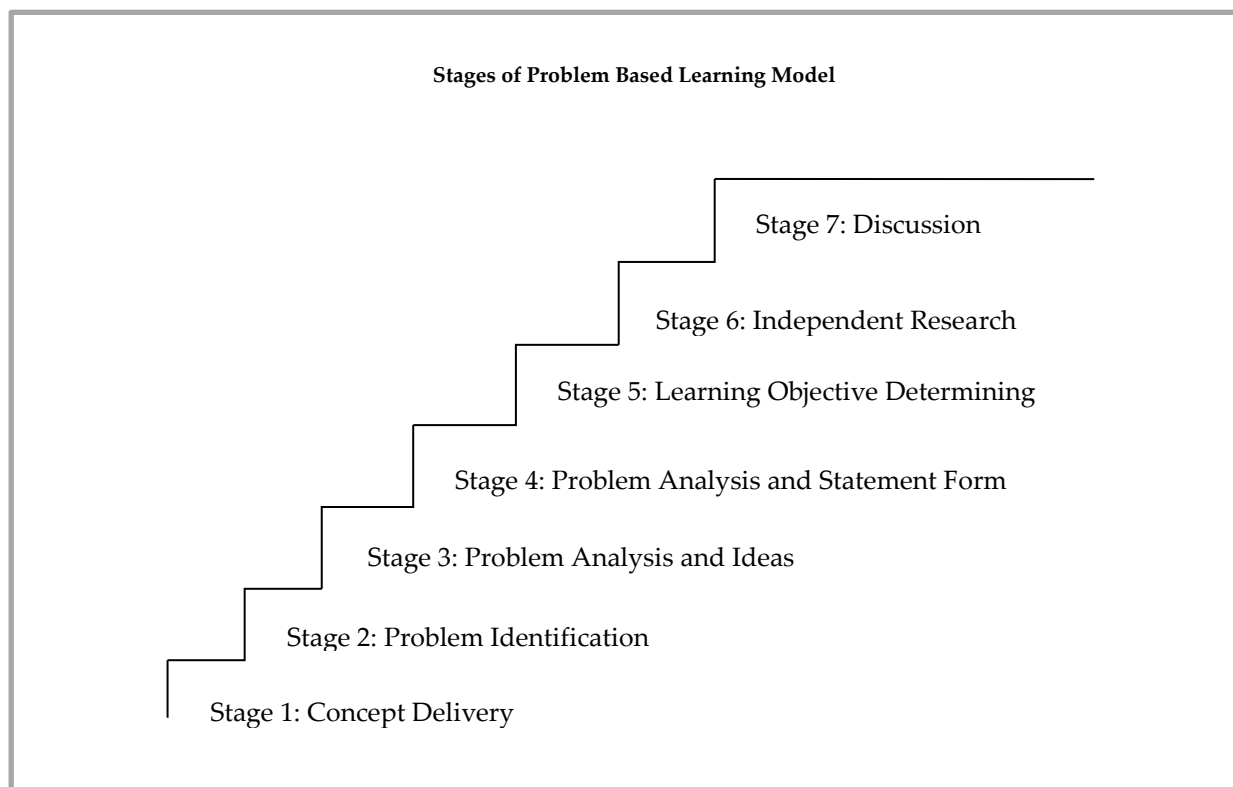 Stages of Problem Based Learning Model
Stage 7: Discussion
Stage 6: Independent Research
Stage 5: Learning Objective Determining
Stage 4: Problem Analysis and Statement Form
Stage 3: Problem Analysis and Ideas
Stage 2: Problem Identification
Stage 1: Concept Delivery